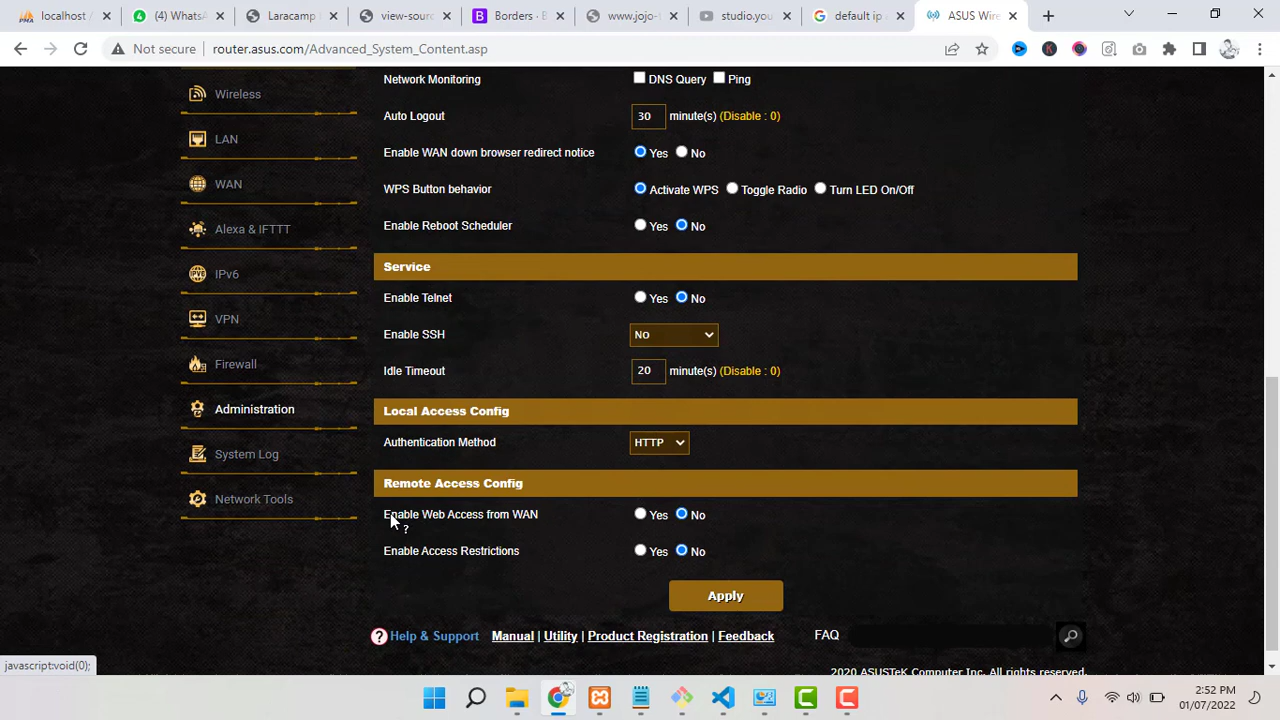 localhost /
(4) WhatsA
Laracamp
view-sourc
Borders · B
www.jojo-t
studio.you
default ip a
ASUS Wire
Not secure
router.asus.com/Advanced_System_Content.asp
Network Monitoring
DNS Query
Ping
Wireless
Auto Logout
30
minute(s) (Disable : 0)
LAN
Enable WAN down browser redirect notice
Yes
No
WAN
WPS Button behavior
Activate WPS
Toggle Radio
Turn LED On/Off
Alexa & IFTTT
Enable Reboot Scheduler
Yes
No
IPv6
Service
Enable Telnet
Yes
No
VPN
Enable SSH
No
Firewall
Idle Timeout
20
minute(s) (Disable : 0)
Administration
Local Access Config
Authentication Method
HTTP
System Log
Remote Access Config
Network Tools
Enable Web Access from WAN
Yes
No
Enable Access Restrictions
Yes
No
Apply
Help & Support
Manual | Utility | Product Registration | Feedback
FAQ
javascript:void(0);
2020 ASUSTeK Computer Inc. All rights reserved.
2:52 PM
01/07/2022